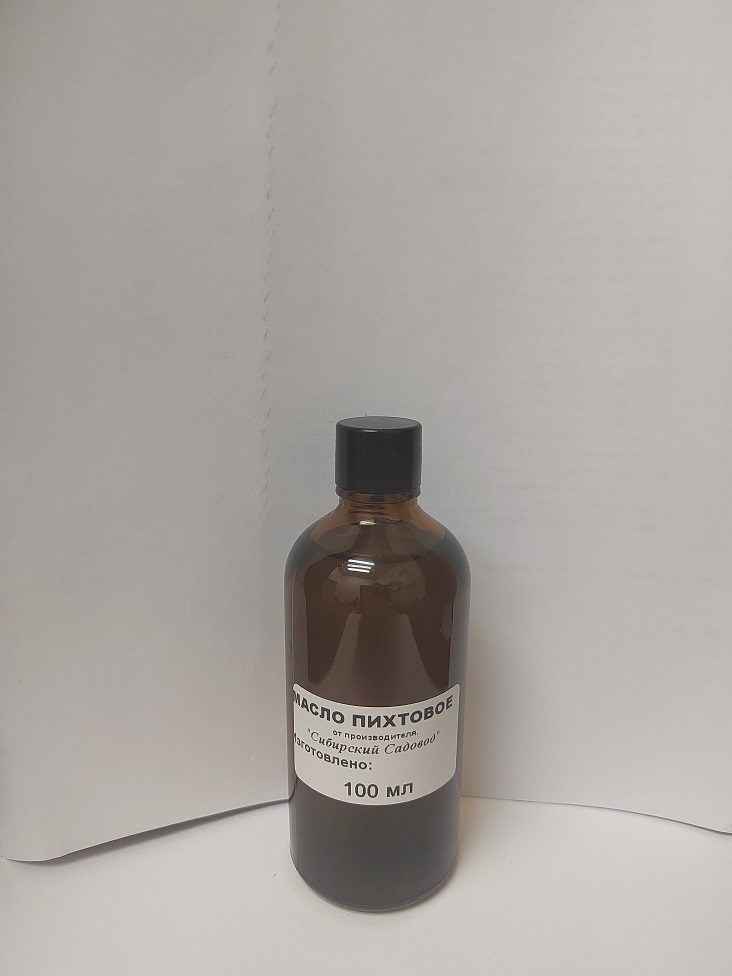 МАСЛО ПИХТОВОЕ
от производителя.
"Сибирский Садовод"
Изготовлено:
100 мл